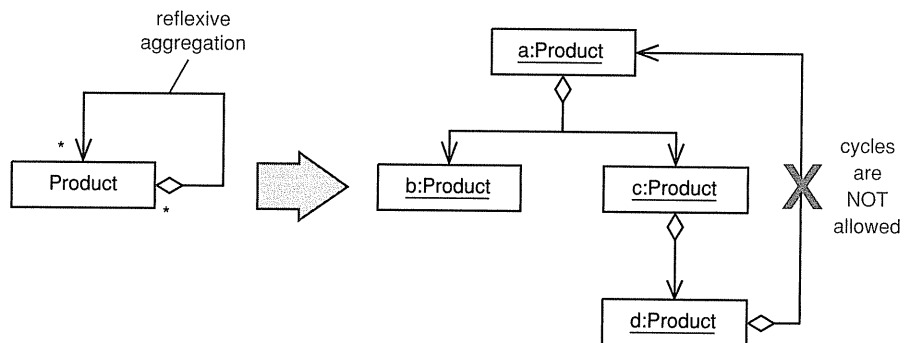 reflexive
aggregation
*
Product
*
a:Product
b:Product
c:Product
d:Product
X
cycles
are
NOT
allowed